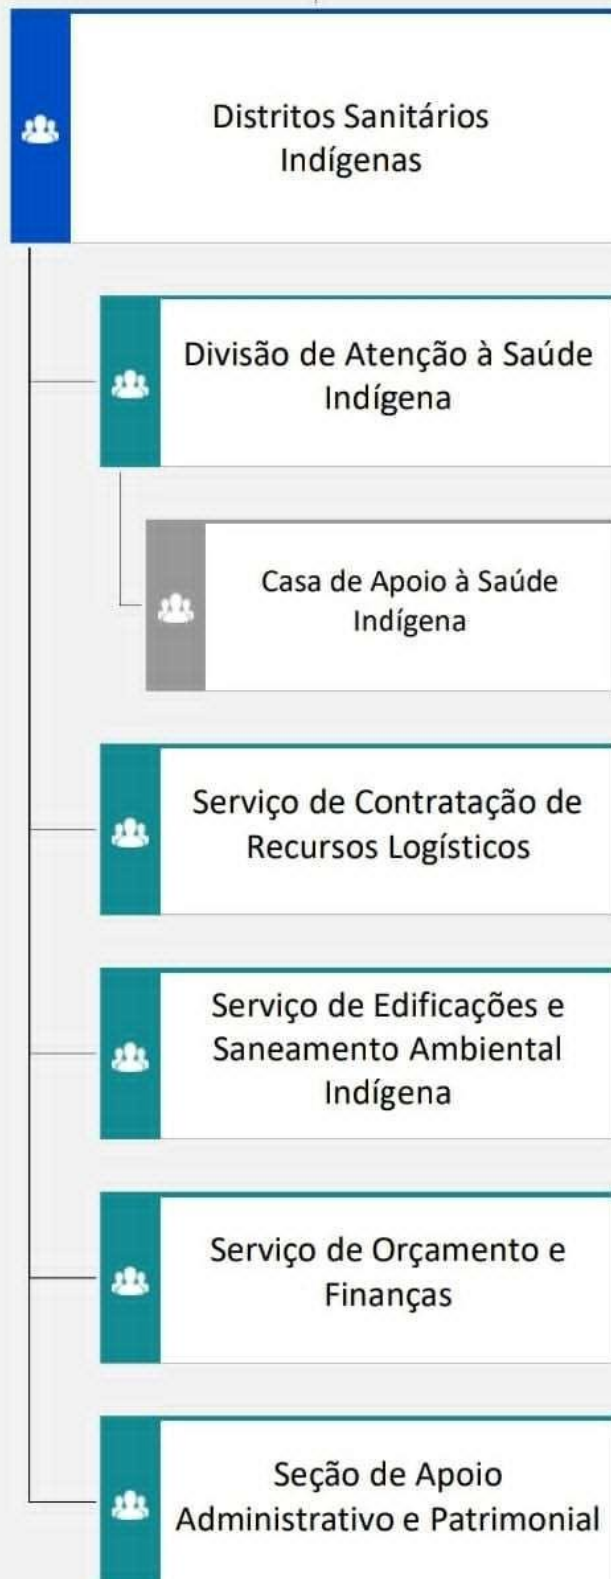 Distritos Sanitários
Indígenas
Divisão de Atenção à Saúde
Indígena
Casa de Apoio à Saúde
Indígena
Serviço de Contratação de
Recursos Logísticos
Serviço de Edificações e
Saneamento Ambiental
Indígena
Serviço de Orçamento e
Finanças
Seção de Apoio
Administrativo e Patrimonial